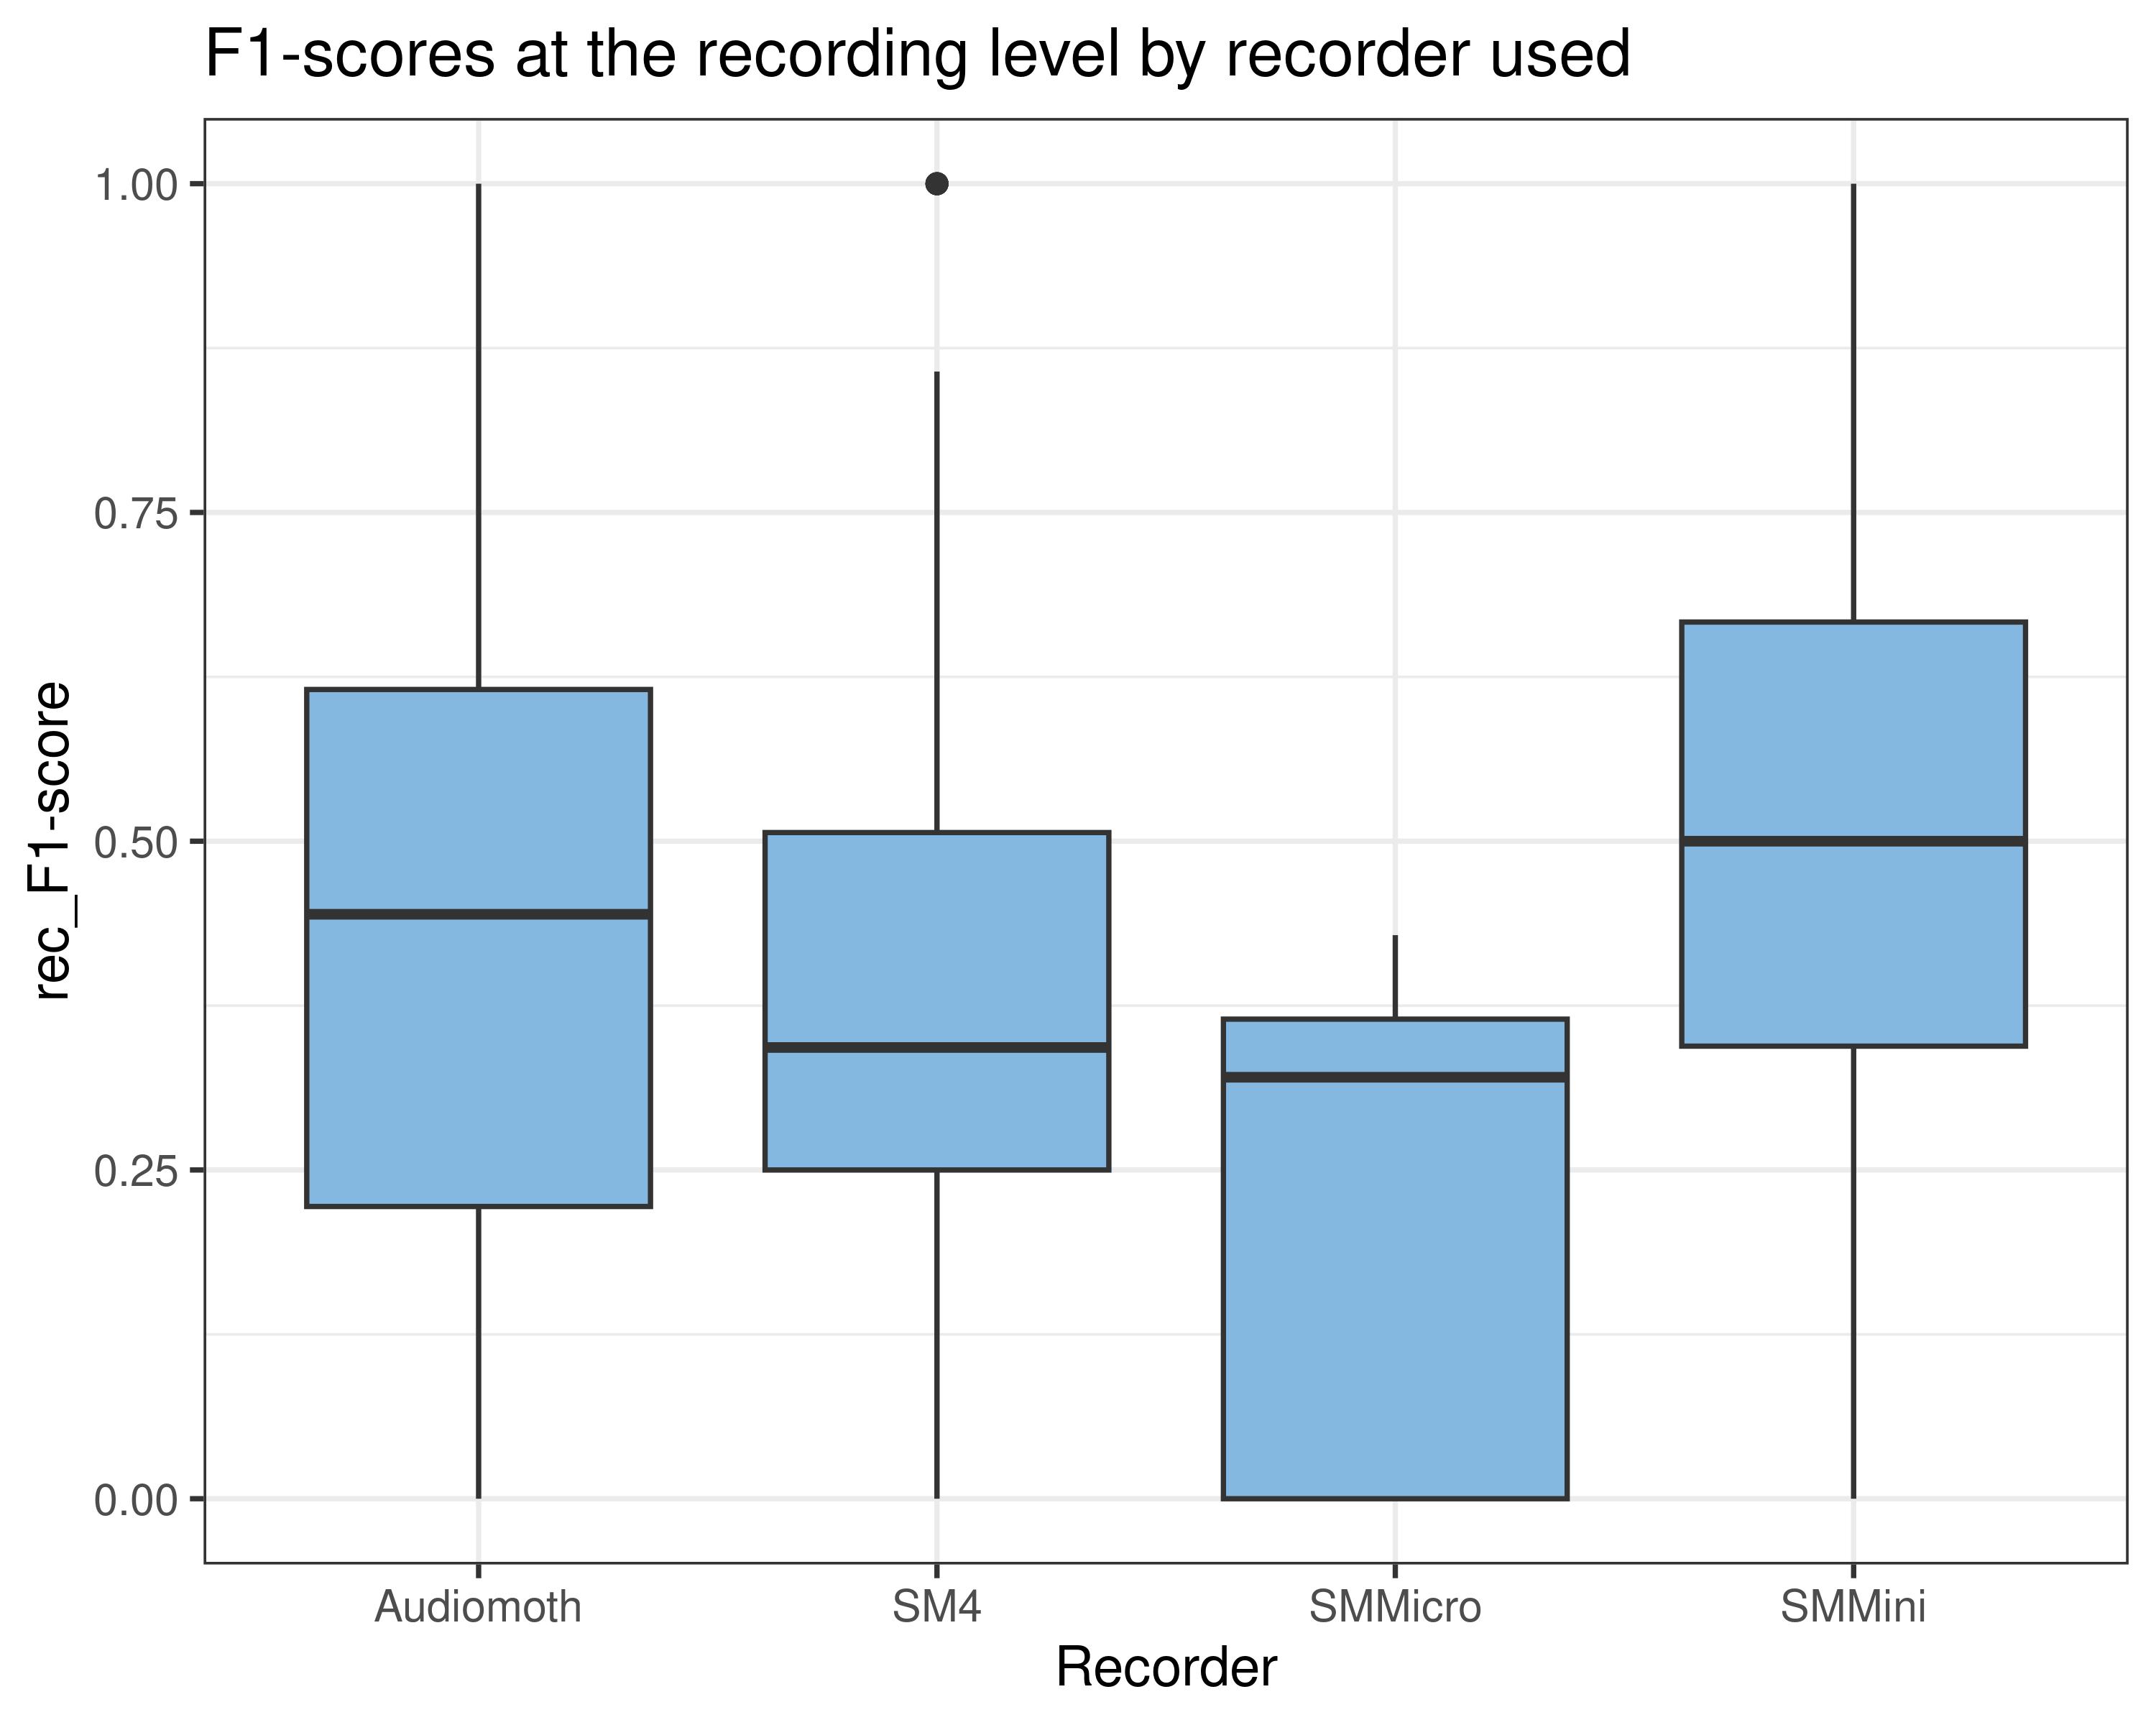 F1-scores at the recording level by recorder used
rec_F1-score
1.00
0.75
0.50
0.25
0.00
Audiomoth SM4 SMMicro SMMini
Recorder